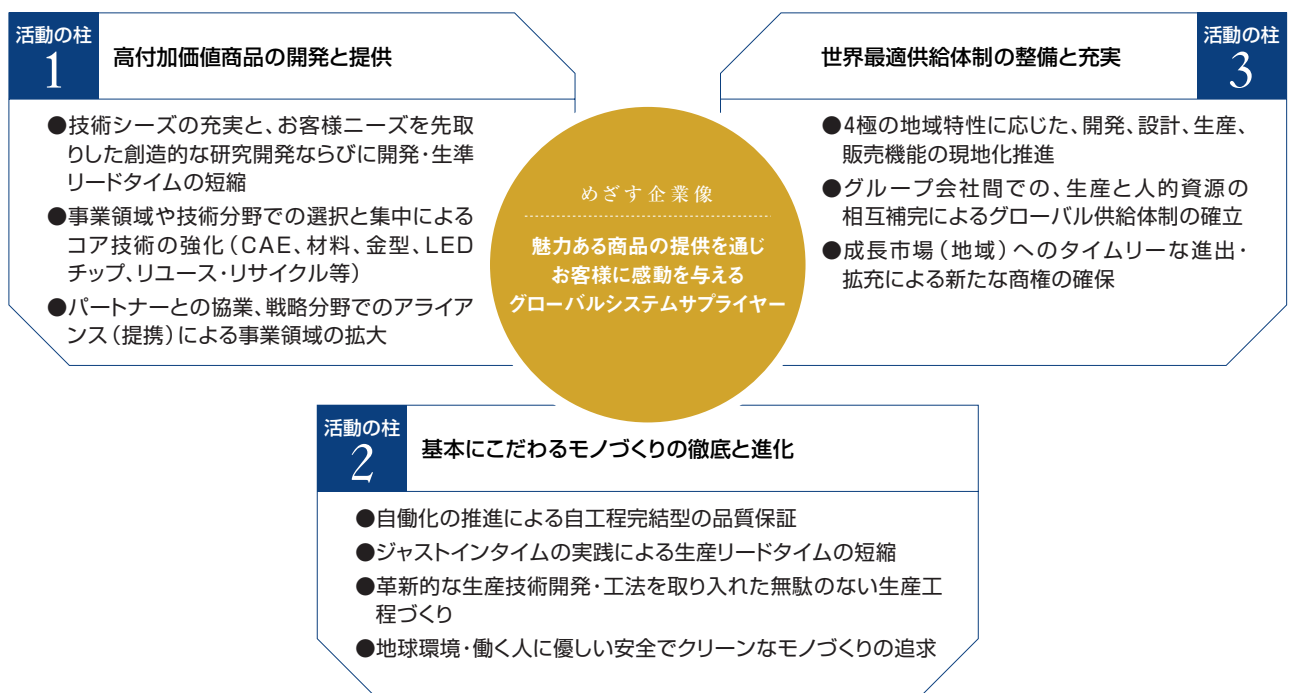 活動の柱
1
高付加価値商品の開発と提供
●技術シーズの充実と、お客様ニーズを先取
りした創造的な研究開発ならびに開発・生準
リードタイムの短縮
●事業領域や技術分野での選択と集中による
コア技術の強化（CAE、材料、金型、LED
チップ、リユース・リサイクル等）
●パートナーとの協業、戦略分野でのアライア
ンス（提携）による事業領域の拡大
めざす企業像
魅力ある商品の提供を通じ
お客様に感動を与える
グローバルシステムサプライヤー
活動の柱
2
基本にこだわるモノづくりの徹底と進化
●自働化の推進による自工程完結型の品質保証
●ジャストインタイムの実践による生産リードタイムの短縮
●革新的な生産技術開発・工法を取り入れた無駄のない生産工
程づくり
●地球環境・働く人に優しい安全でクリーンなモノづくりの追求
世界最適供給体制の整備と充実
活動の柱
3
●4極の地域特性に応じた、開発、設計、生産、
販売機能の現地化推進
●グループ会社間での、生産と人的資源の
相互補完によるグローバル供給体制の確立
●成長市場（地域）へのタイムリーな進出・
拡充による新たな商権の確保